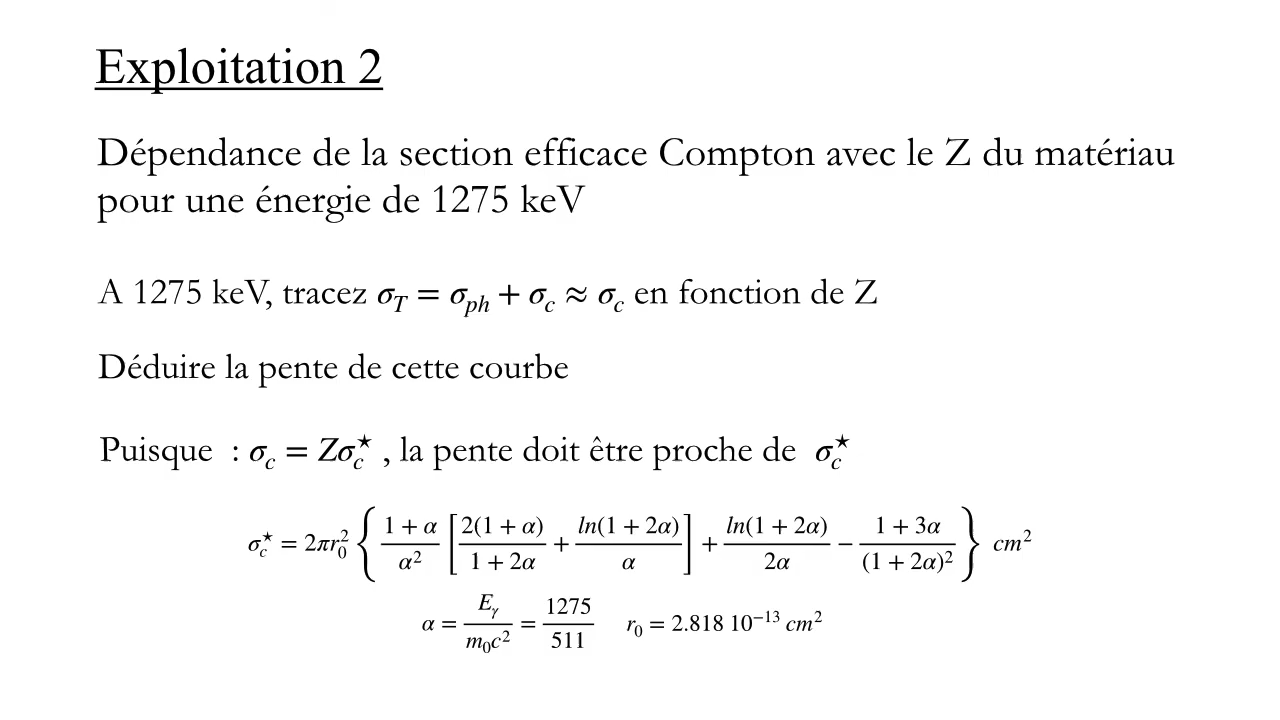 Exploitation 2
Dépendance de la section efficace Compton avec le Z du matériau
pour une énergie de 1275 keV
A 1275 keV, tracez σ_T = σ_ph + σ_c ≈ σ_c en fonction de Z
Déduire la pente de cette courbe
Puisque : σ_c = Zσ_c^★ , la pente doit être proche de σ_c^★
σ_c^★ = 2πr_0^2 { (1 + α)/α^2 [ 2(1 + α)/(1 + 2α) + ln(1 + 2α)/α ] + ln(1 + 2α)/2α − (1 + 3α)/(1 + 2α)^2 } cm^2
α = E_γ/m_0c^2 = 1275/511 r_0 = 2.818 10^−13 cm^2